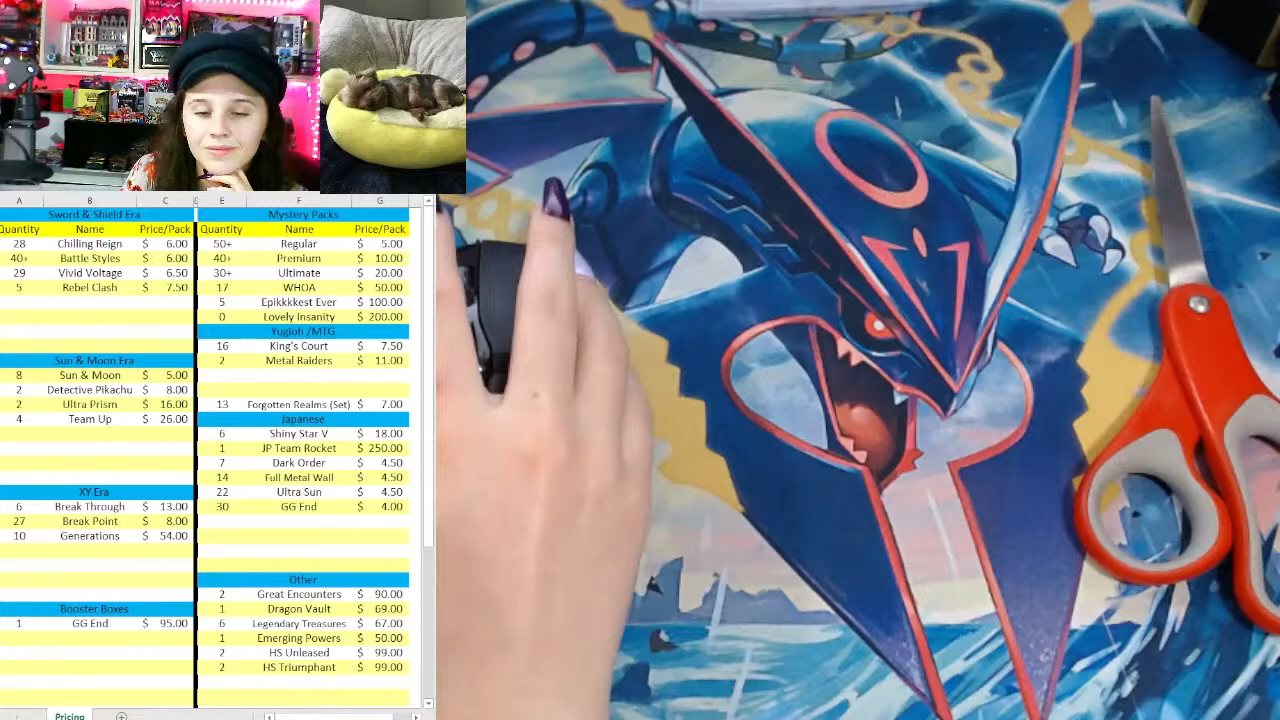 A B C E F G
Sword & Shield Era
Quantity Name Price/Pack
28 Chilling Reign $ 6.00
40+ Battle Styles $ 6.00
29 Vivid Voltage $ 6.50
5 Rebel Clash $ 7.50
Sun & Moon Era
8 Sun & Moon $ 5.00
2 Detective Pikachu $ 8.00
2 Ultra Prism $ 16.00
4 Team Up $ 26.00
XY Era
6 Break Through $ 13.00
27 Break Point $ 8.00
10 Generations $ 54.00
Booster Boxes
1 GG End $ 95.00
Mystery Packs
Quantity Name Price/Pack
50+ Regular $ 5.00
40+ Premium $ 10.00
30+ Ultimate $ 20.00
17 WHOA $ 50.00
5 Epikkkkest Ever $ 100.00
0 Lovely Insanity $ 200.00
Yugioh /MTG
16 King's Court $ 7.50
2 Metal Raiders $ 11.00
13 Forgotten Realms (Set) $ 7.00
Japanese
6 Shiny Star V $ 18.00
1 JP Team Rocket $ 250.00
7 Dark Order $ 4.50
14 Full Metal Wall $ 4.50
22 Ultra Sun $ 4.50
30 GG End $ 4.00
Other
2 Great Encounters $ 90.00
1 Dragon Vault $ 69.00
6 Legendary Treasures $ 67.00
1 Emerging Powers $ 50.00
2 HS Unleased $ 99.00
2 HS Triumphant $ 99.00
Pricing